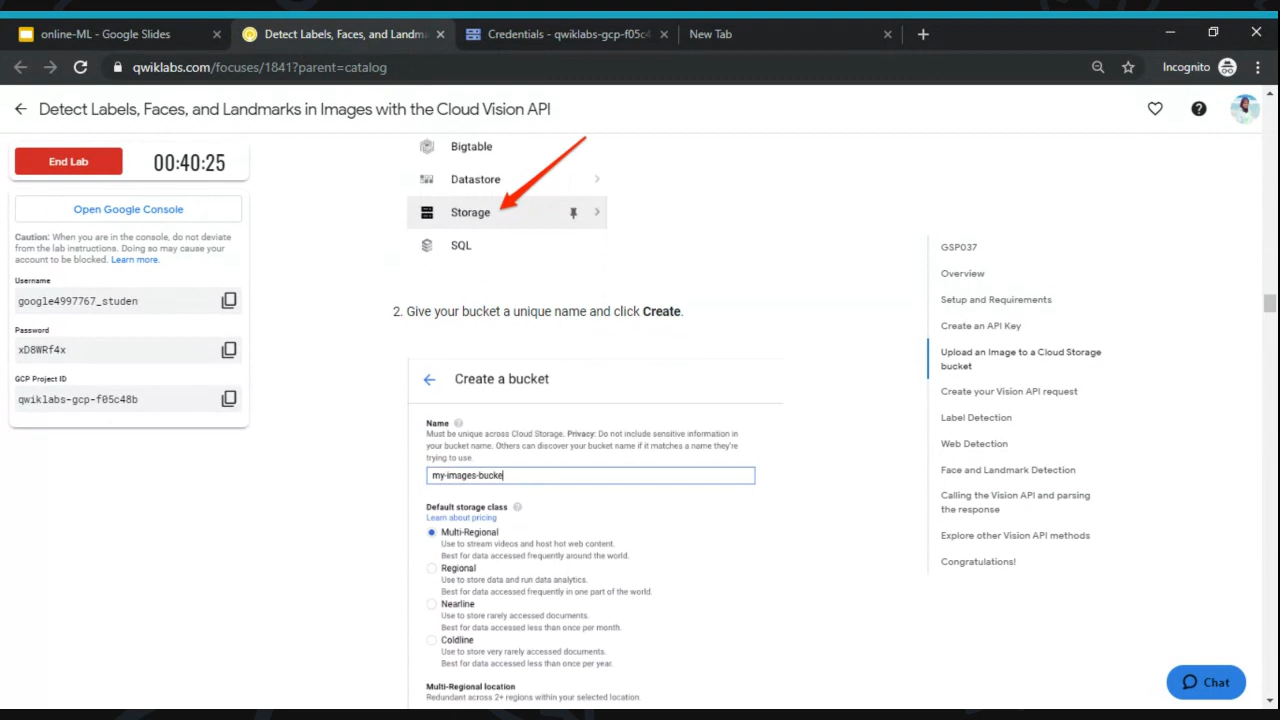 online-ML - Google Slides
Detect Labels, Faces, and Landma
Credentials - qwiklabs-gcp-f05c4
New Tab
qwiklabs.com/focuses/1841?parent=catalog
Incognito
Detect Labels, Faces, and Landmarks in Images with the Cloud Vision API
End Lab
00:40:25
Open Google Console
Caution: When you are in the console, do not deviate
from the lab instructions. Doing so may cause your
account to be blocked. Learn more.
Username
google4997767_studen
Password
xD8WRf4x
GCP Project ID
qwiklabs-gcp-f05c48b
Bigtable
Datastore
Storage
SQL
2. Give your bucket a unique name and click Create.
Create a bucket
Name
Must be unique across Cloud Storage. Privacy: Do not include sensitive information in
your bucket name. Others can discover your bucket name if it matches a name they're
trying to use.
my-images-bucke
Default storage class
Learn about pricing
Multi-Regional
Use to stream videos and host hot web content.
Best for data accessed frequently around the world.
Regional
Use to store data and run data analytics.
Best for data accessed frequently in one part of the world.
Nearline
Use to store rarely accessed documents.
Best for data accessed less than once per month.
Coldline
Use to store very rarely accessed documents.
Best for data accessed less than once per year.
Multi-Regional location
Redundant across 2+ regions within your selected location.
GSP037
Overview
Setup and Requirements
Create an API Key
Upload an Image to a Cloud Storage
bucket
Create your Vision API request
Label Detection
Web Detection
Face and Landmark Detection
Calling the Vision API and parsing
the response
Explore other Vision API methods
Congratulations!
Chat